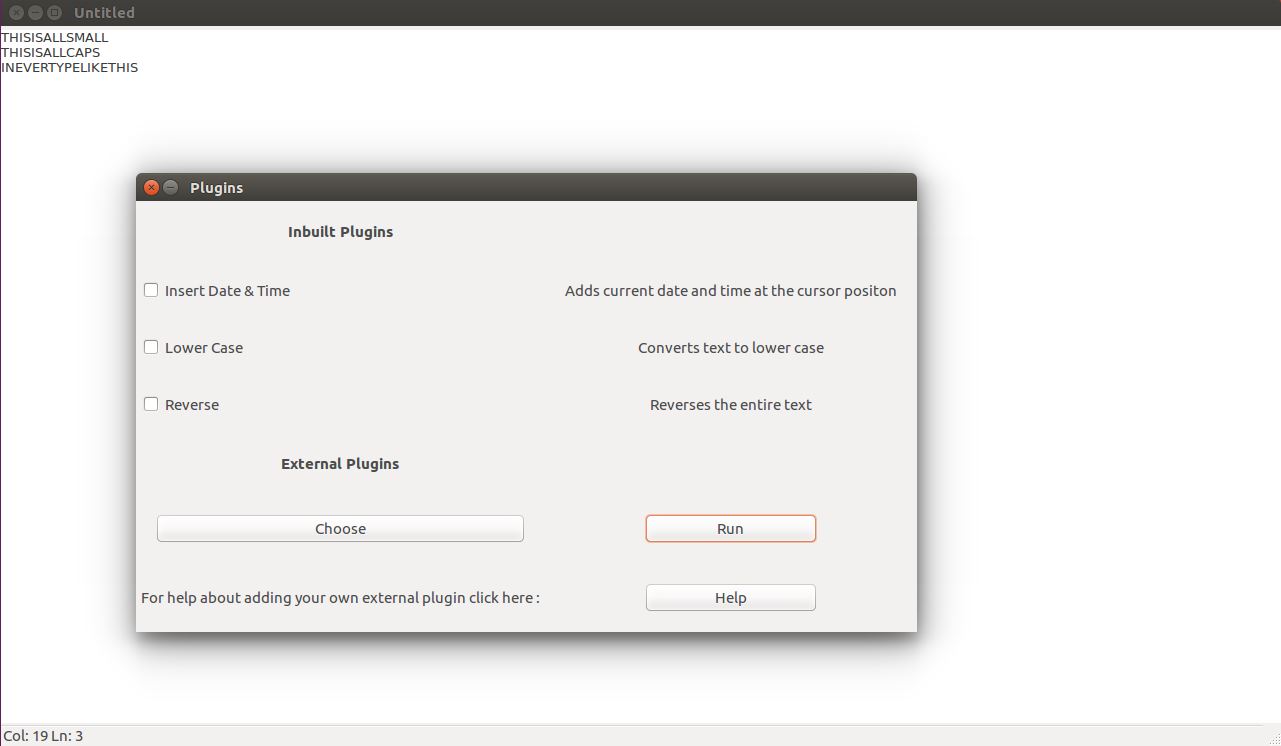 Untitled
THISISALLSMALL
THISISALLCAPS
INEVERTYPELIKETHIS
Plugins
Inbuilt Plugins
Insert Date & Time Adds current date and time at the cursor positon
Lower Case Converts text to lower case
Reverse Reverses the entire text
External Plugins
Choose Run
For help about adding your own external plugin click here : Help
Col: 19 Ln: 3